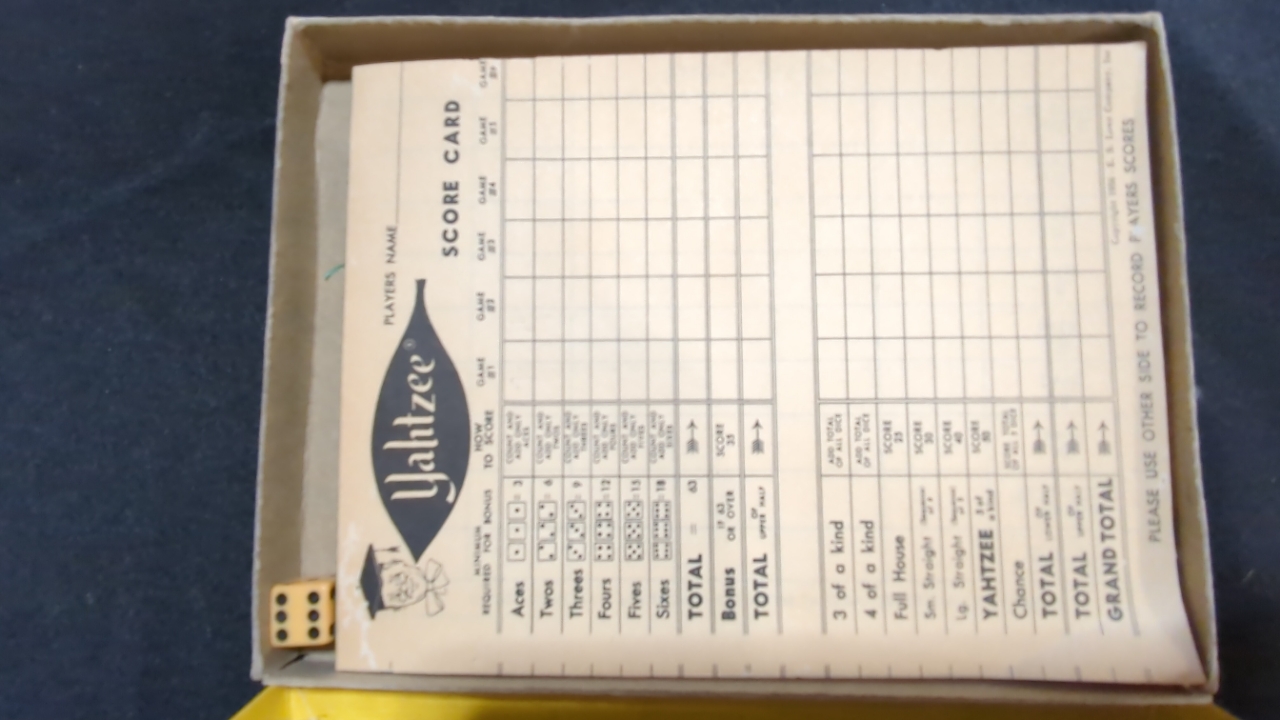 PLAYERS NAME
Yahtzee®
SCORE CARD
MINIMUM REQUIRED FOR BONUS
HOW TO SCORE
GAME #1
GAME #2
GAME #3
GAME #4
GAME #5
GAME
Aces = 3 COUNT AND ADD ONLY ACES
Twos = 6 COUNT AND ADD ONLY TWOS
Threes = 9 COUNT AND ADD ONLY THREES
Fours = 12 COUNT AND ADD ONLY FOURS
Fives = 15 COUNT AND ADD ONLY FIVES
Sixes = 18 COUNT AND ADD ONLY SIXES
TOTAL = 63
Bonus IF 63 OR OVER SCORE 35
TOTAL OF UPPER HALF
3 of a kind ADD TOTAL OF ALL DICE
4 of a kind ADD TOTAL OF ALL DICE
Full House SCORE 25
Sm. Straight SCORE 30
Lg. Straight SCORE 40
YAHTZEE 5 of a kind SCORE 50
Chance SCORE TOTAL OF ALL 5 DICE
TOTAL OF LOWER HALF
TOTAL OF UPPER HALF
GRAND TOTAL
Copyright 1956 E. S. Lowe Company Inc
PLEASE USE OTHER SIDE TO RECORD PLAYERS SCORES